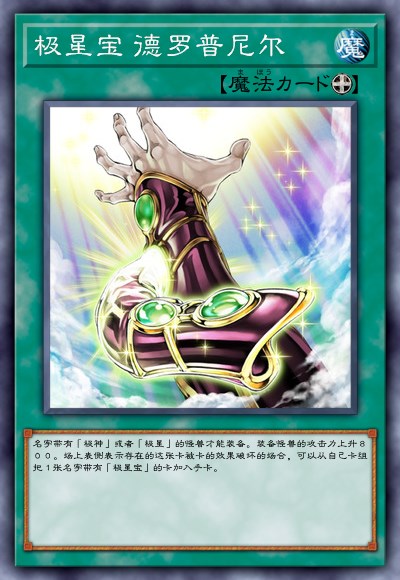 极星宝 德罗普尼尔
魔
【魔法カード】
まほう
名字带有「极神」或者「极星」的怪兽才能装备。装备怪兽的攻击力上升８
００。场上表侧表示存在的这张卡被卡的效果破坏的场合，可以从自己卡组
把１张名字带有「极星宝」的卡加入手卡。